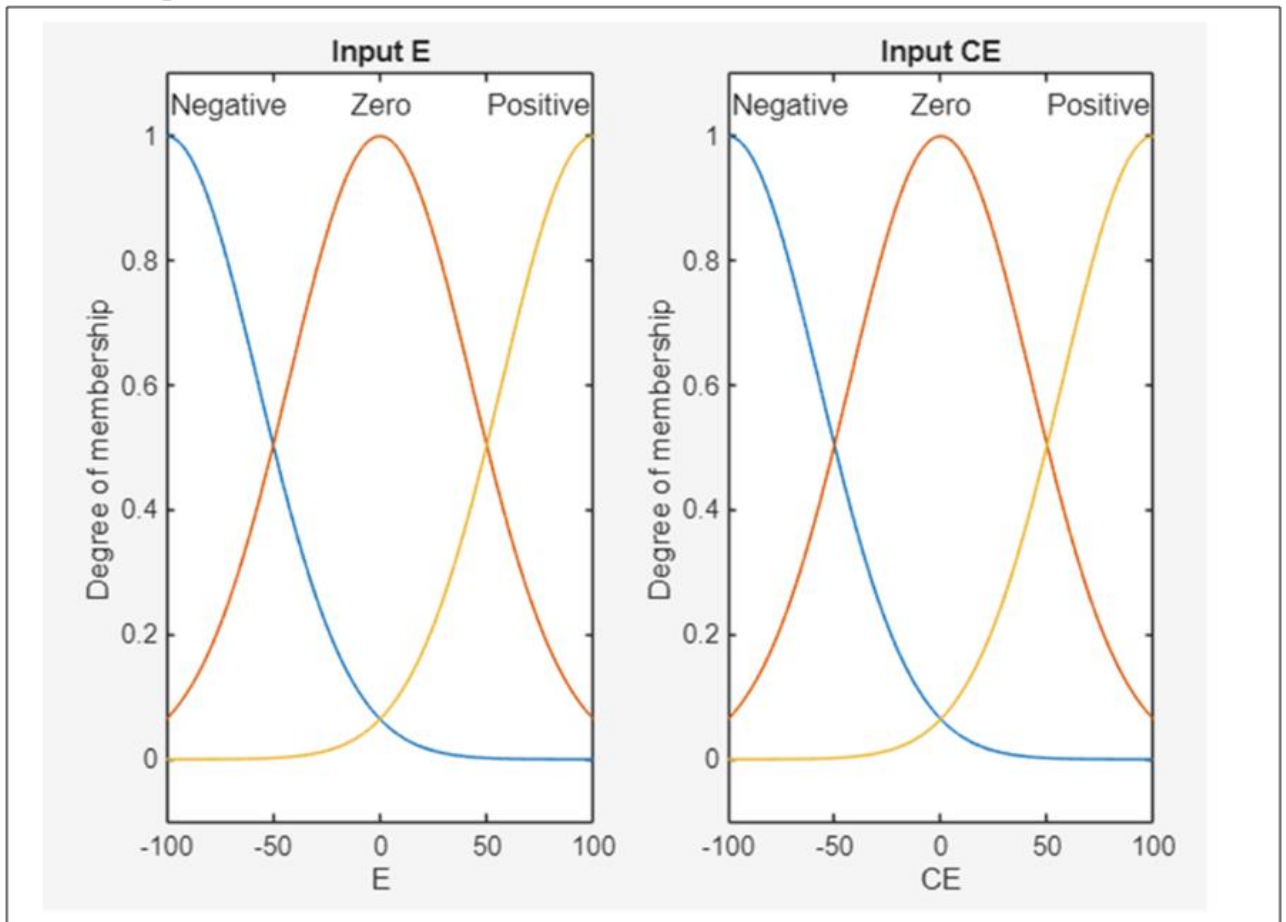 Input E
Negative Zero Positive
1
0.8
0.6
0.4
0.2
0
Degree of membership
-100 -50 0 50 100
E
Input CE
Negative Zero Positive
1
0.8
0.6
0.4
0.2
0
Degree of membership
-100 -50 0 50 100
CE